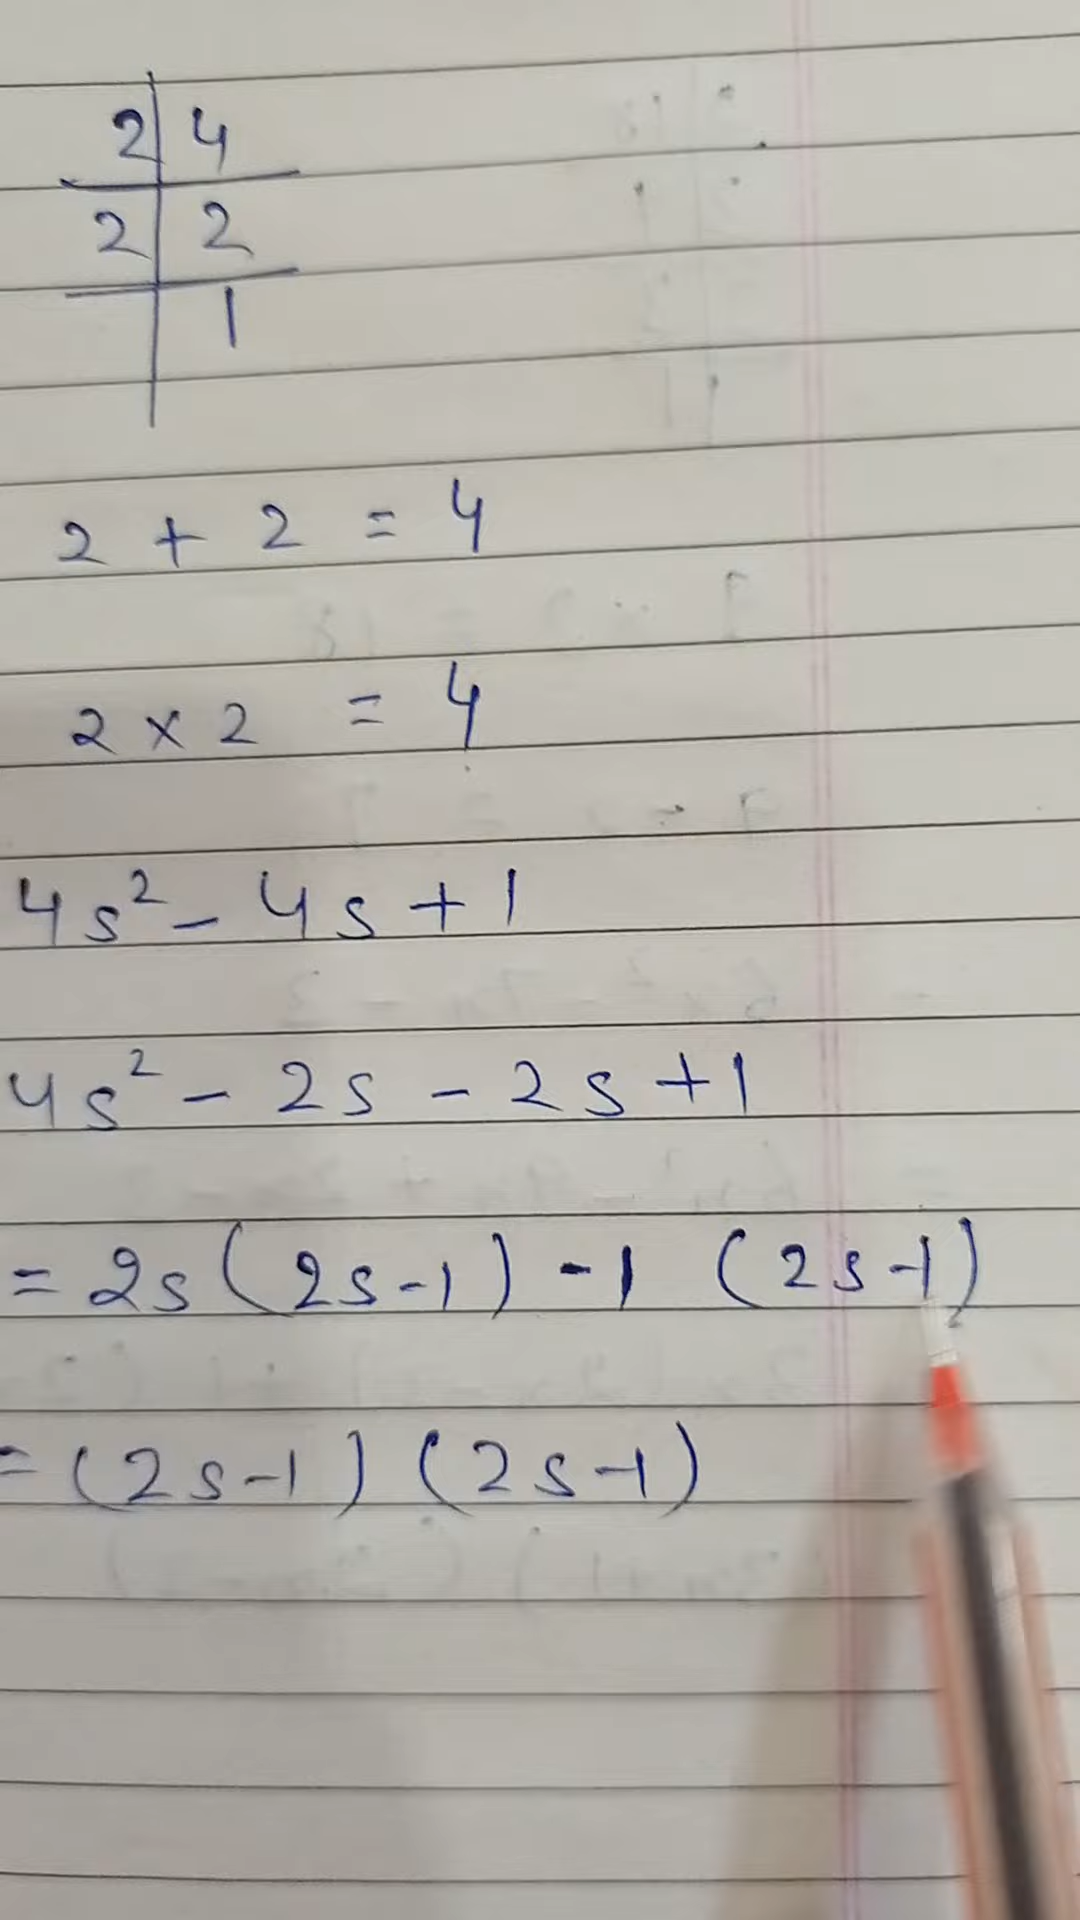 2 | 4
2 | 2
1
2 + 2 = 4
2 × 2 = 4
4s² - 4s + 1
4s² - 2s - 2s + 1
= 2s (2s-1) - 1 (2s-1)
= (2s-1) (2s-1)